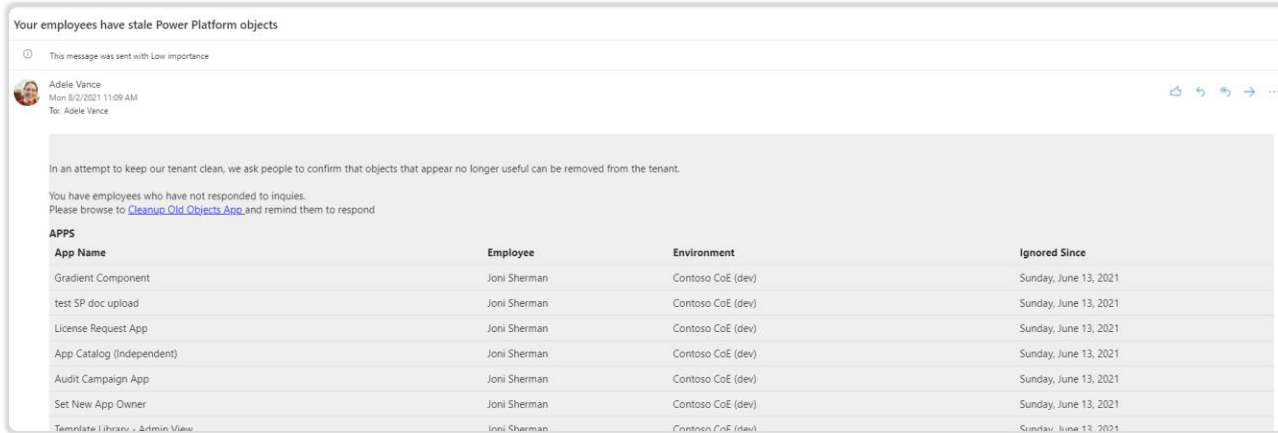 Your employees have stale Power Platform objects
This message was sent with Low importance
Adele Vance
Mon 8/2/2021 11:09 AM
To: Adele Vance
In an attempt to keep our tenant clean, we ask people to confirm that objects that appear no longer useful can be removed from the tenant.
You have employees who have not responded to inquies.
Please browse to Cleanup Old Objects App and remind them to respond
APPS
App Name Employee Environment Ignored Since
Gradient Component Joni Sherman Contoso CoE (dev) Sunday, June 13, 2021
test SP doc upload Joni Sherman Contoso CoE (dev) Sunday, June 13, 2021
License Request App Joni Sherman Contoso CoE (dev) Sunday, June 13, 2021
App Catalog (Independent) Joni Sherman Contoso CoE (dev) Sunday, June 13, 2021
Audit Campaign App Joni Sherman Contoso CoE (dev) Sunday, June 13, 2021
Set New App Owner Joni Sherman Contoso CoE (dev) Sunday, June 13, 2021
Template Library - Admin View Joni Sherman Contoso CoE (dev) Sunday, June 13, 2021